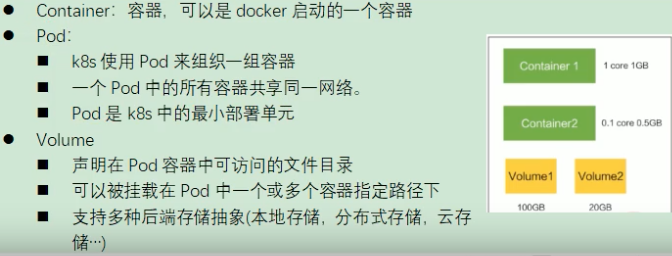 Container：容器，可以是 docker 启动的一个容器
Pod：
k8s 使用 Pod 来组织一组容器
一个 Pod 中的所有容器共享同一网络。
Pod 是 k8s 中的最小部署单元
Volume
声明在 Pod 容器中可访问的文件目录
可以被挂载在 Pod 中一个或多个容器指定路径下
支持多种后端存储抽象(本地存储，分布式存储，云存
储…)
Container 1 1 core 1GB
Container2 0.1 core 0.5GB
Volume1 Volume2
100GB 20GB